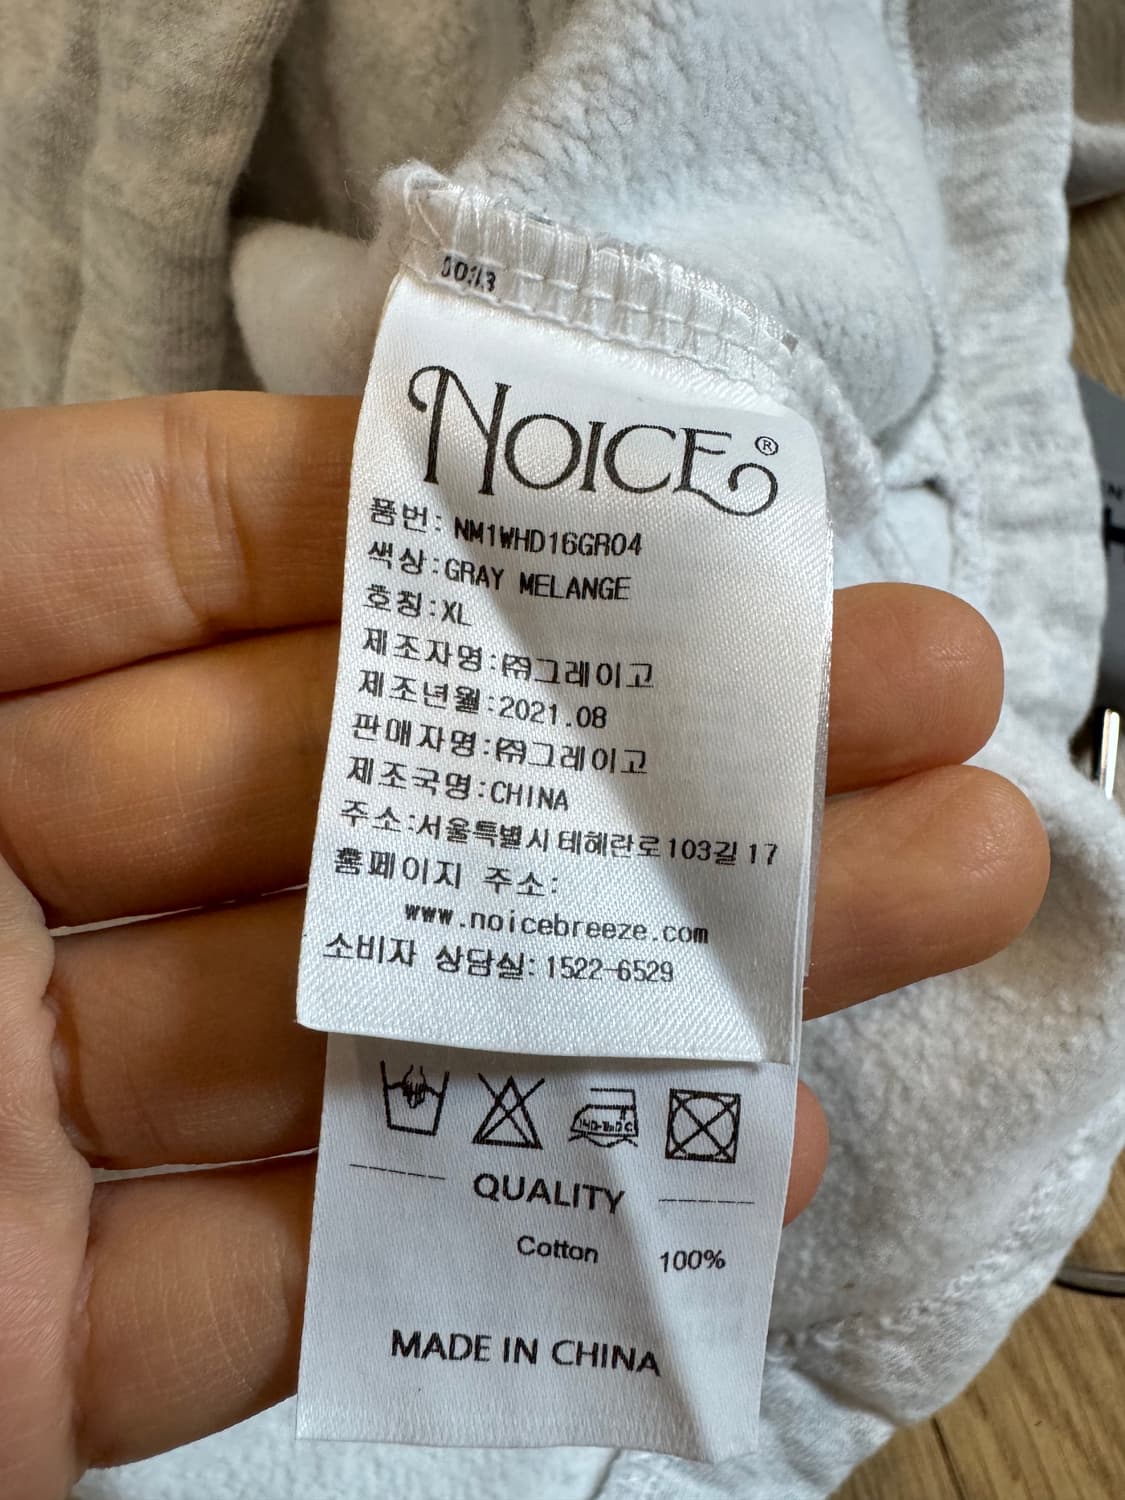 NOICE®
품번: NM1WHD16GR04
색상:GRAY MELANGE
호칭:XL
제조자명:㈜그레이고
제조년월:2021.08
판매자명:㈜그레이고
제조국명:CHINA
주소:서울특별시 테헤란로103길 17
홈페이지 주소:
www.noicebreeze.com
소비자 상담실: 1522-6529
QUALITY
Cotton 100%
MADE IN CHINA